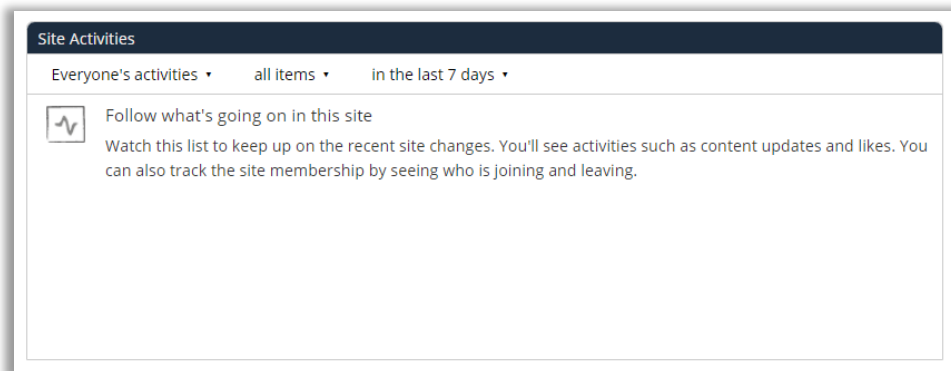 Site Activities
Everyone's activities ▾ all items ▾ in the last 7 days ▾
Follow what's going on in this site
Watch this list to keep up on the recent site changes. You'll see activities such as content updates and likes. You
can also track the site membership by seeing who is joining and leaving.